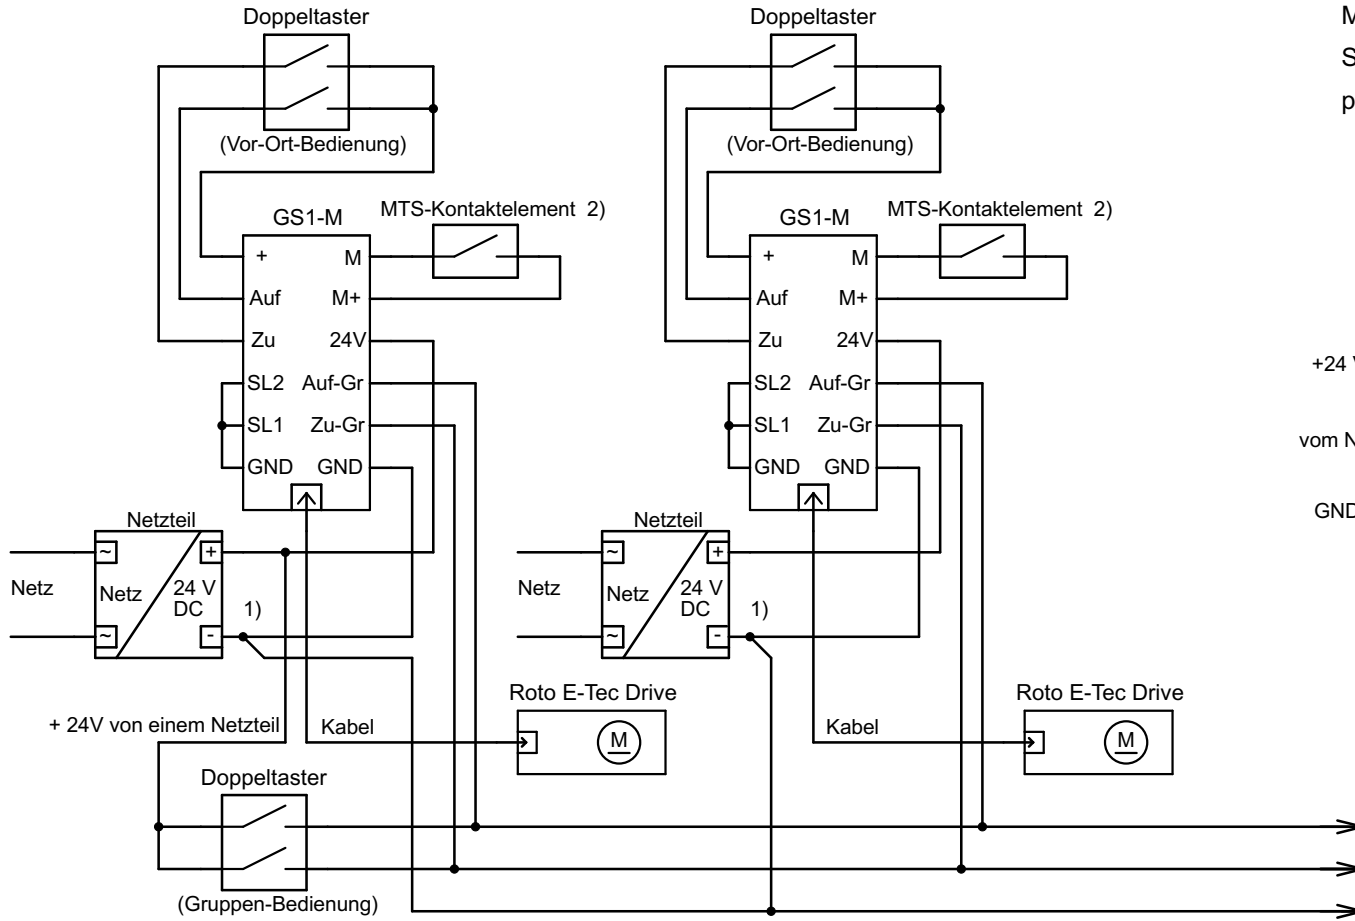 Doppeltaster
(Vor-Ort-Bedienung)
GS1-M
MTS-Kontaktelement 2)
+ M
Auf M+
Zu 24V
SL2 Auf-Gr
SL1 Zu-Gr
GND GND
Netzteil
Netz
~ +
Netz 24 V
DC
~ -
1)
+ 24V von einem Netzteil
Kabel
Roto E-Tec Drive
M
Doppeltaster
(Gruppen-Bedienung)
Doppeltaster
(Vor-Ort-Bedienung)
GS1-M
MTS-Kontaktelement 2)
+ M
Auf M+
Zu 24V
SL2 Auf-Gr
SL1 Zu-Gr
GND GND
Netzteil
Netz
~ +
Netz 24 V
DC
~ -
1)
Kabel
Roto E-Tec Drive
M
+24
vom
GND